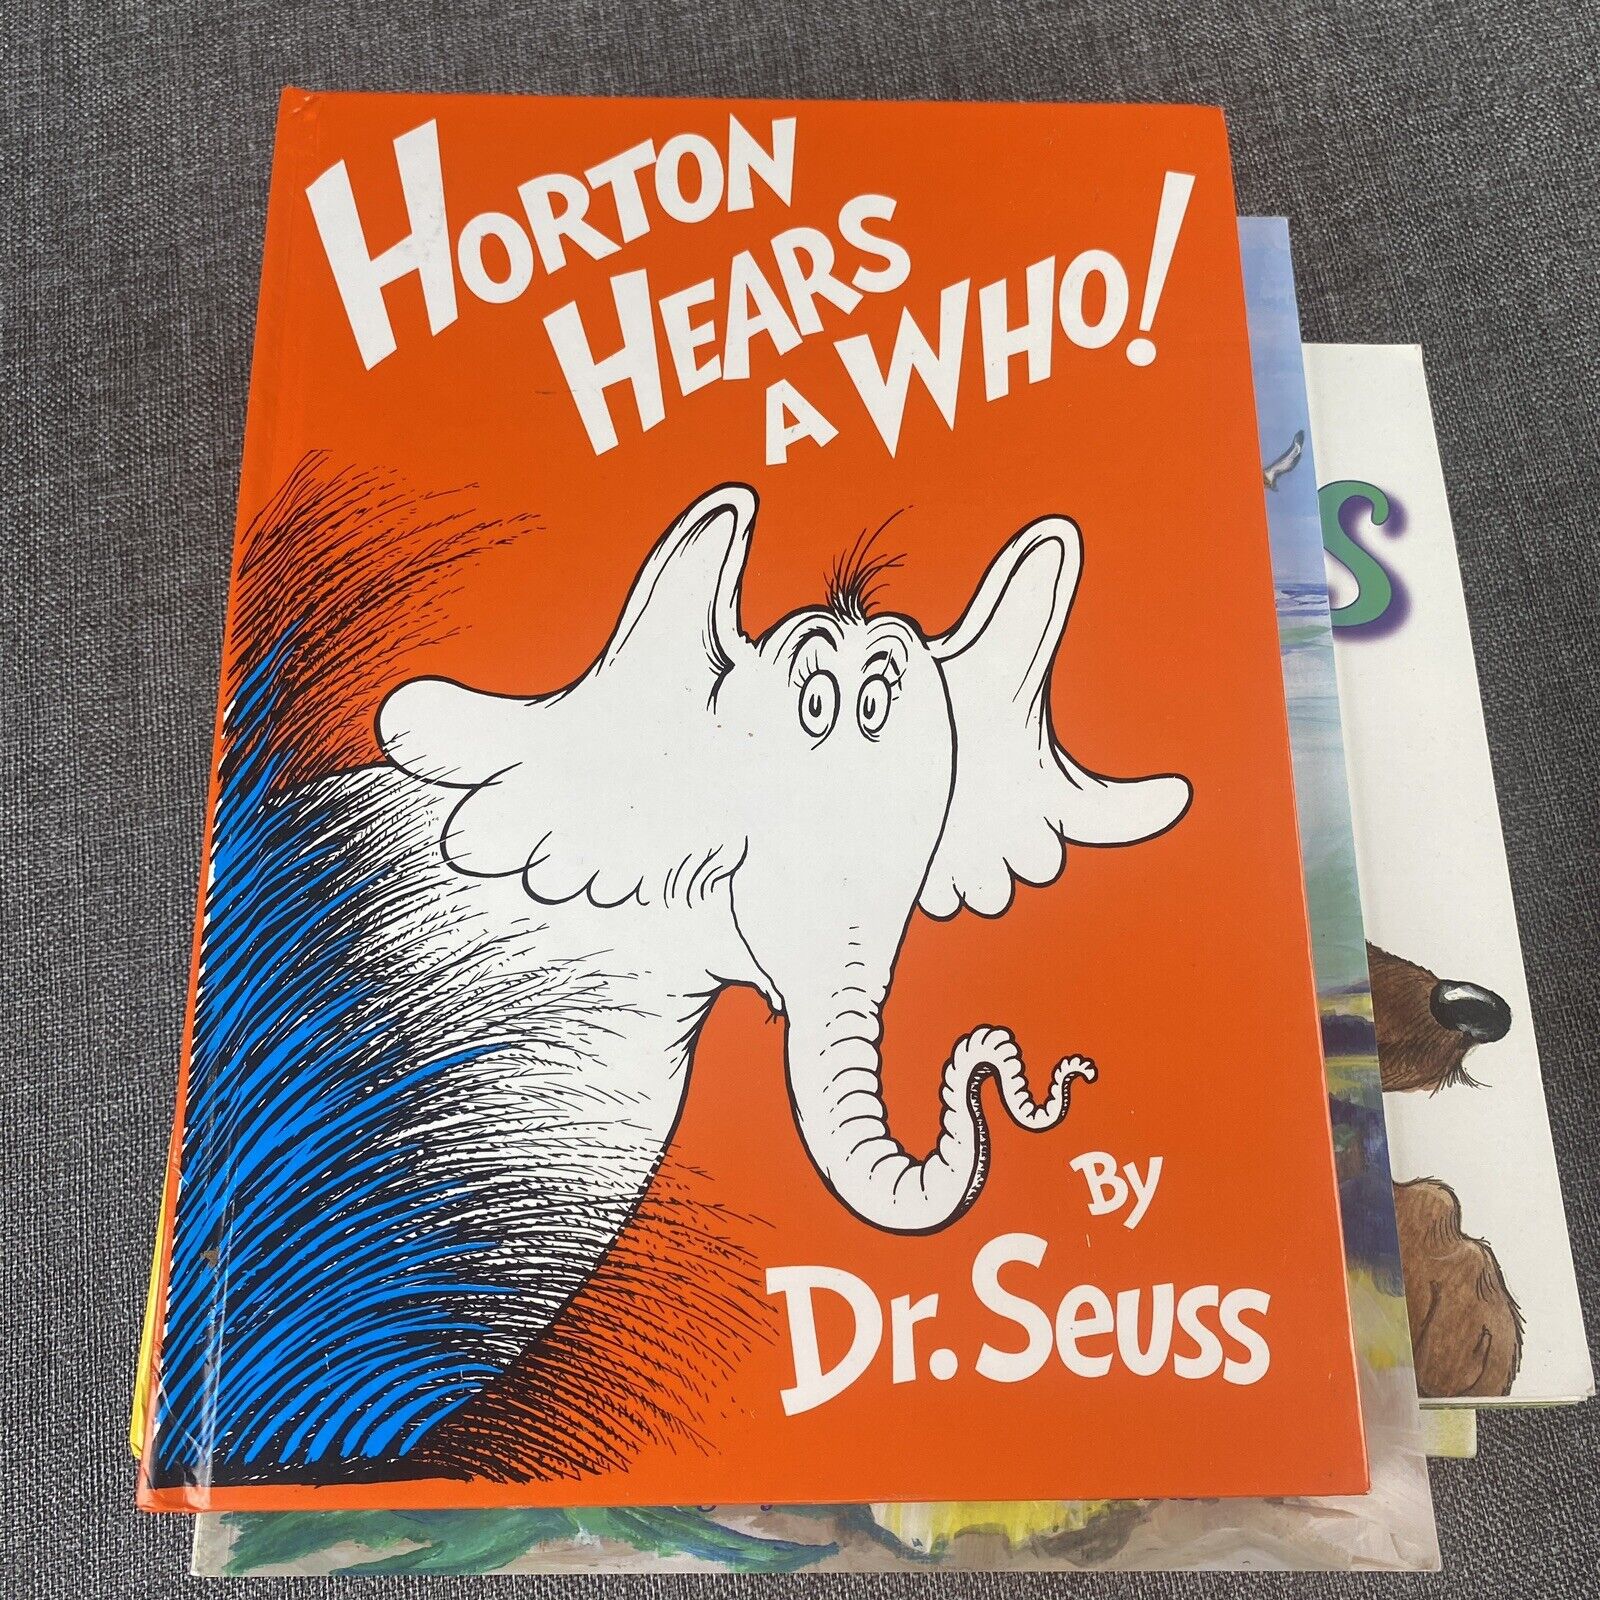 HORTON
HEARS
A WHO!
By
Dr. Seuss
S